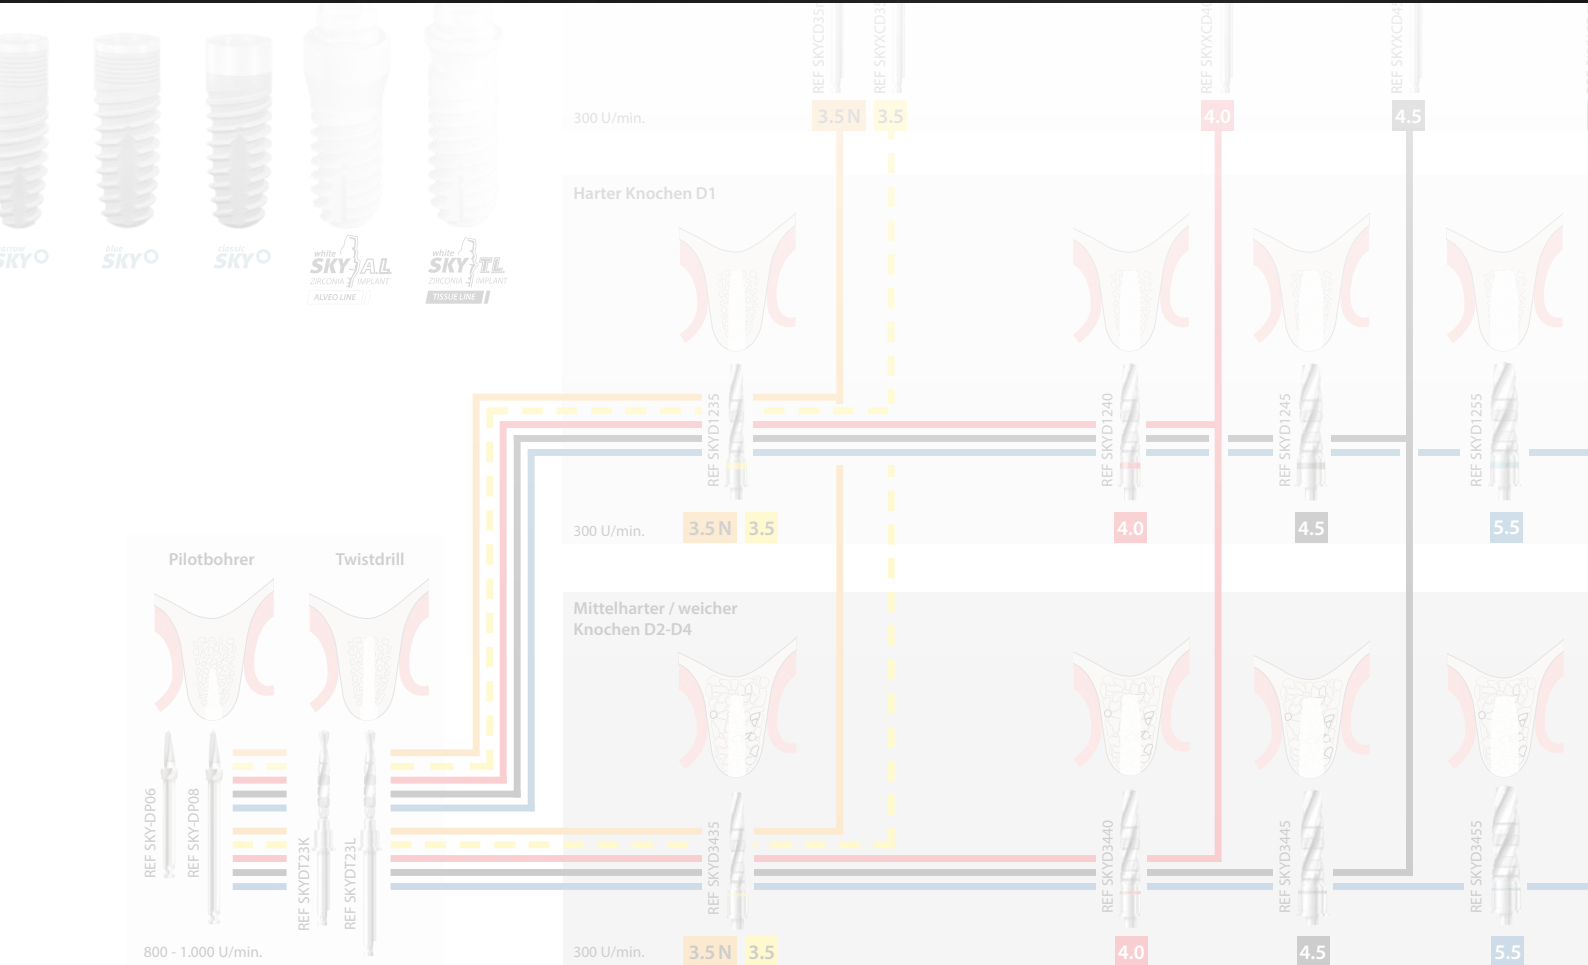 REF SKYXCD40
300 U/min.
3.5 N
3.5
4.0
4.5
Harter Knochen D1
blue
SKY
classic
SKY
SKY
white
SKY AL
ZIRCONIA IMPLANT
ALVEO LINE
white
SKY TL
ZIRCONIA IMPLANT
TISSUE LINE
REF SKYD1235
REF SKYD1240
REF SKYD1245
REF SKYD1255
300 U/min.
3.5 N
3.5
4.0
4.5
5.5
Pilotbohrer
Twistdrill
Mittelharter / weicher
Knochen D2-D4
REF SKY-DP06
REF SKY-DP08
REF SKYDT23K
REF SKYDT23L
REF SKYD3435
REF SKYD3440
REF SKYD3445
REF SKYD3455
800 - 1.000 U/min.
300 U/min.
3.5 N
3.5
4.0
4.5
5.5